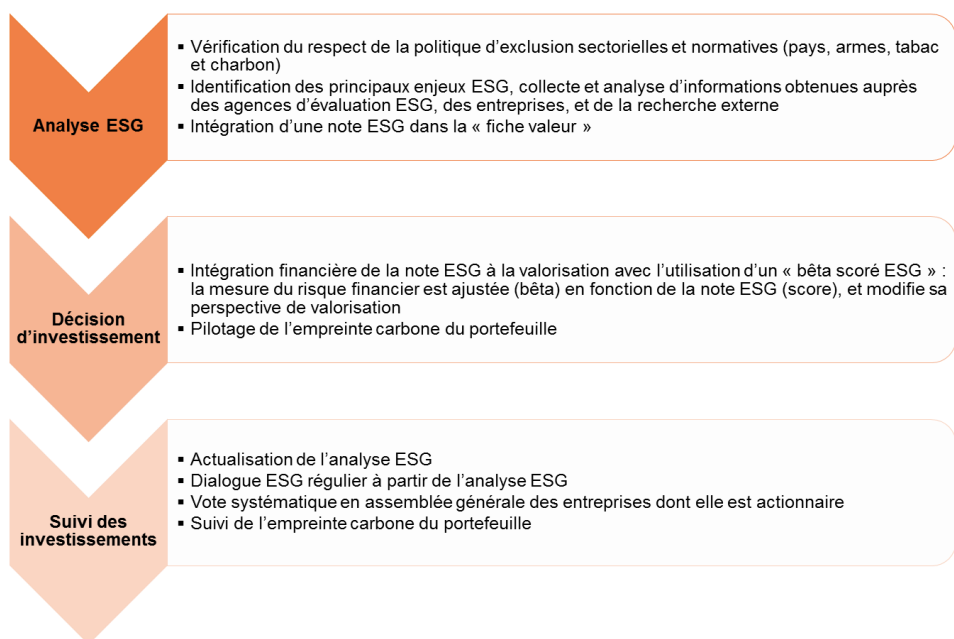 Analyse ESG
▪ Vérification du respect de la politique d'exclusion sectorielles et normatives (pays, armes, tabac
et charbon)
▪ Identification des principaux enjeux ESG, collecte et analyse d'informations obtenues auprès
des agences d'évaluation ESG, des entreprises, et de la recherche externe
▪ Intégration d'une note ESG dans la « fiche valeur »
Décision
d'investissement
▪ Intégration financière de la note ESG à la valorisation avec l'utilisation d'un « bêta scoré ESG » :
la mesure du risque financier est ajustée (bêta) en fonction de la note ESG (score), et modifie sa
perspective de valorisation
▪ Pilotage de l'empreinte carbone du portefeuille
Suivi des
investissements
▪ Actualisation de l'analyse ESG
▪ Dialogue ESG régulier à partir de l'analyse ESG
▪ Vote systématique en assemblée générale des entreprises dont elle est actionnaire
▪ Suivi de l'empreinte carbone du portefeuille